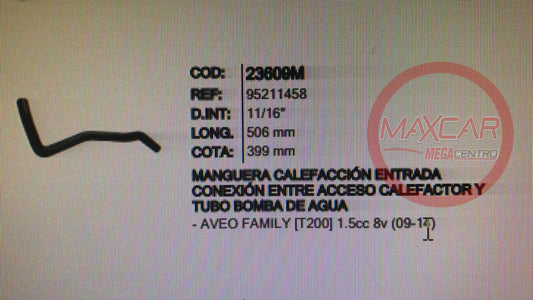 COD: 23609M
REF: 95211458
D.INT: 11/16"
LONG. 506 mm
COTA: 399 mm
MAXCAR
MEGACENTRO
MANGUERA CALEFACCIÓN ENTRADA
CONEXIÓN ENTRE ACCESO CALEFACTOR Y
TUBO BOMBA DE AGUA
- AVEO FAMILY [T200] 1.5cc 8v